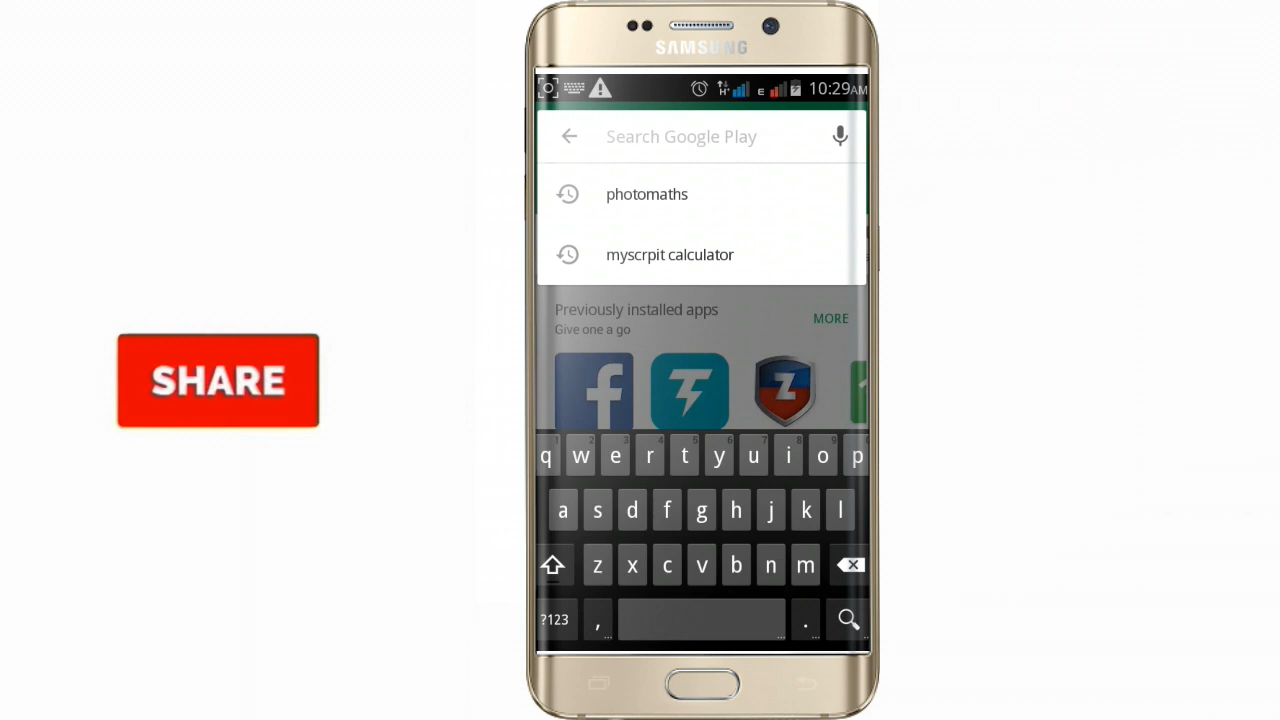 SAMSUNG
E 10:29AM
Search Google Play
photomaths
myscrpit calculator
Previously installed apps
MORE
Give one a go
SHARE
q w e r t y u i o p
a s d f g h j k l
z x c v b n m
?123 , .